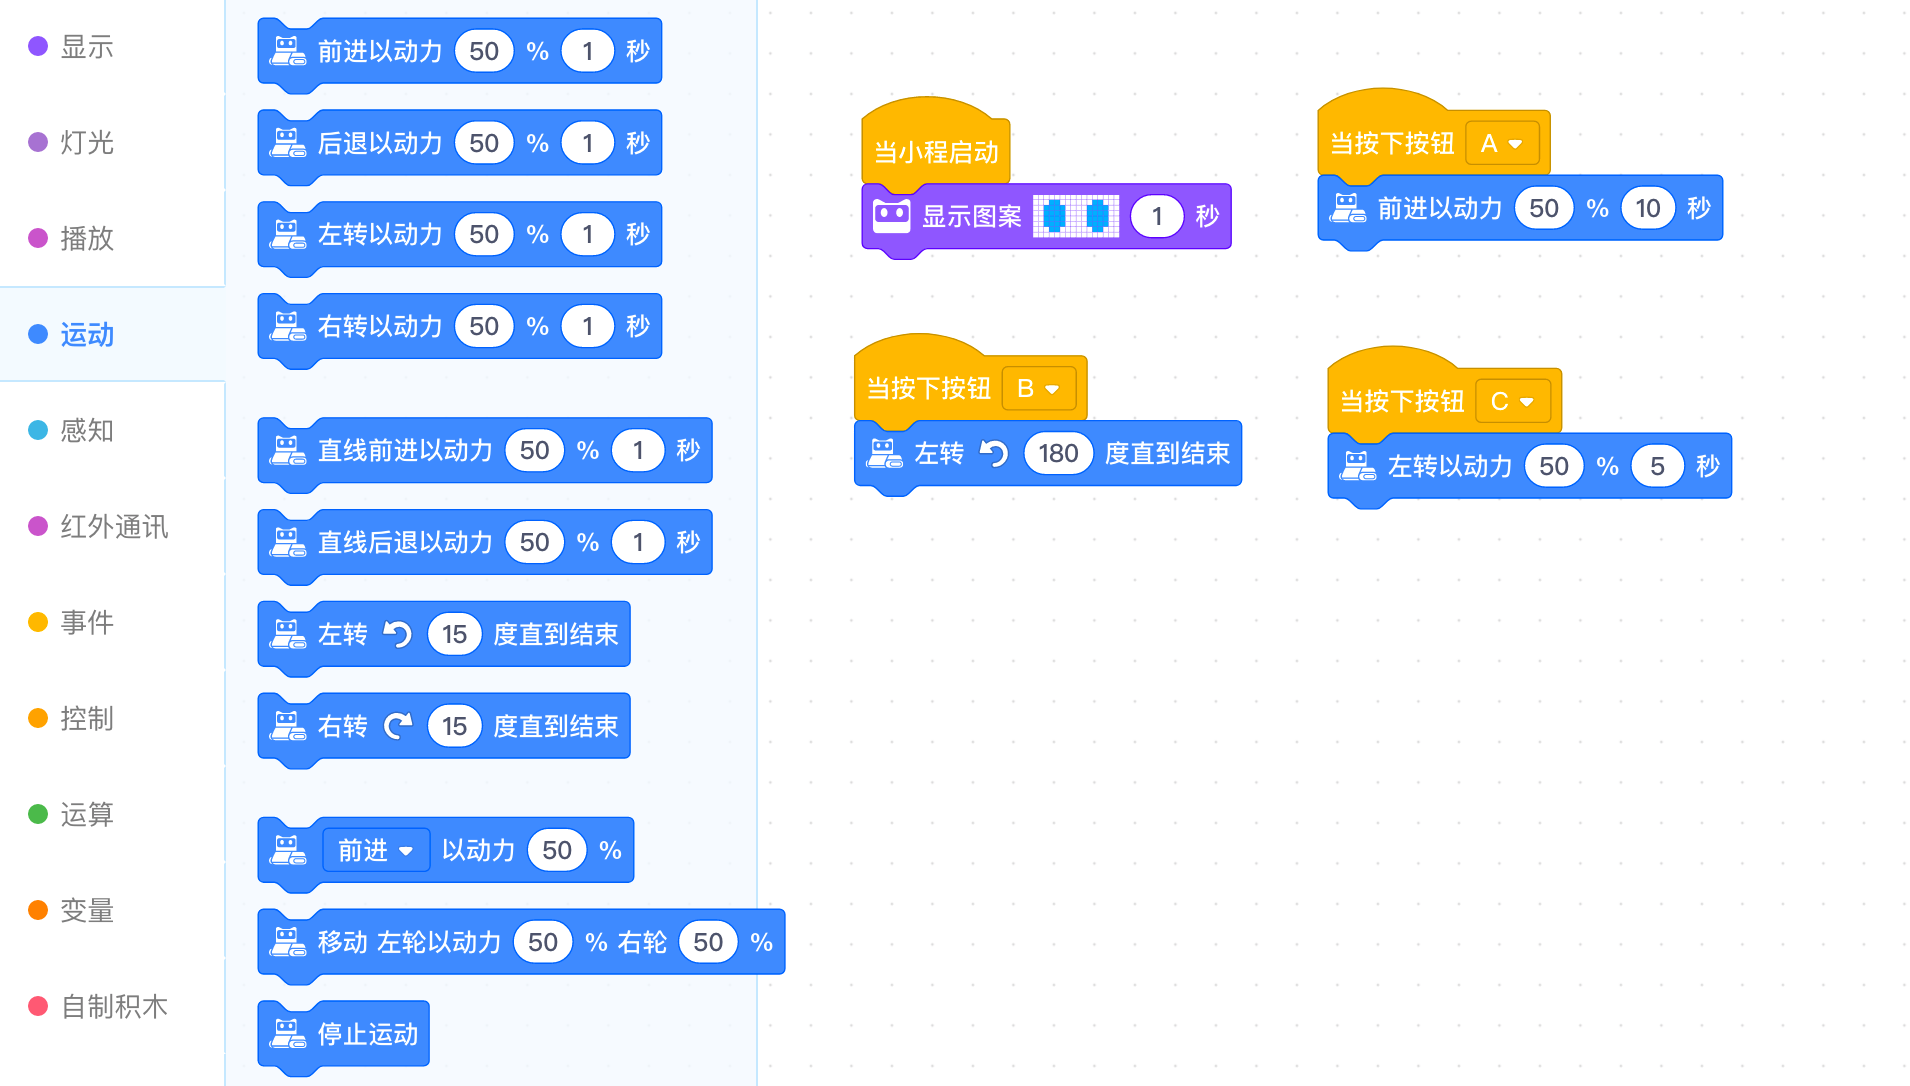 显示
灯光
播放
运动
感知
红外通讯
事件
控制
运算
变量
自制积木
前进以动力 50 % 1 秒
后退以动力 50 % 1 秒
左转以动力 50 % 1 秒
右转以动力 50 % 1 秒
直线前进以动力 50 % 1 秒
直线后退以动力 50 % 1 秒
左转 15 度直到结束
右转 15 度直到结束
前进 以动力 50 %
移动 左轮以动力 50 % 右轮 50 %
停止运动
当小程启动
显示图案 1 秒
当按下按钮 A
前进以动力 50 % 10 秒
当按下按钮 B
左转 180 度直到结束
当按下按钮 C
左转以动力 50 % 5 秒